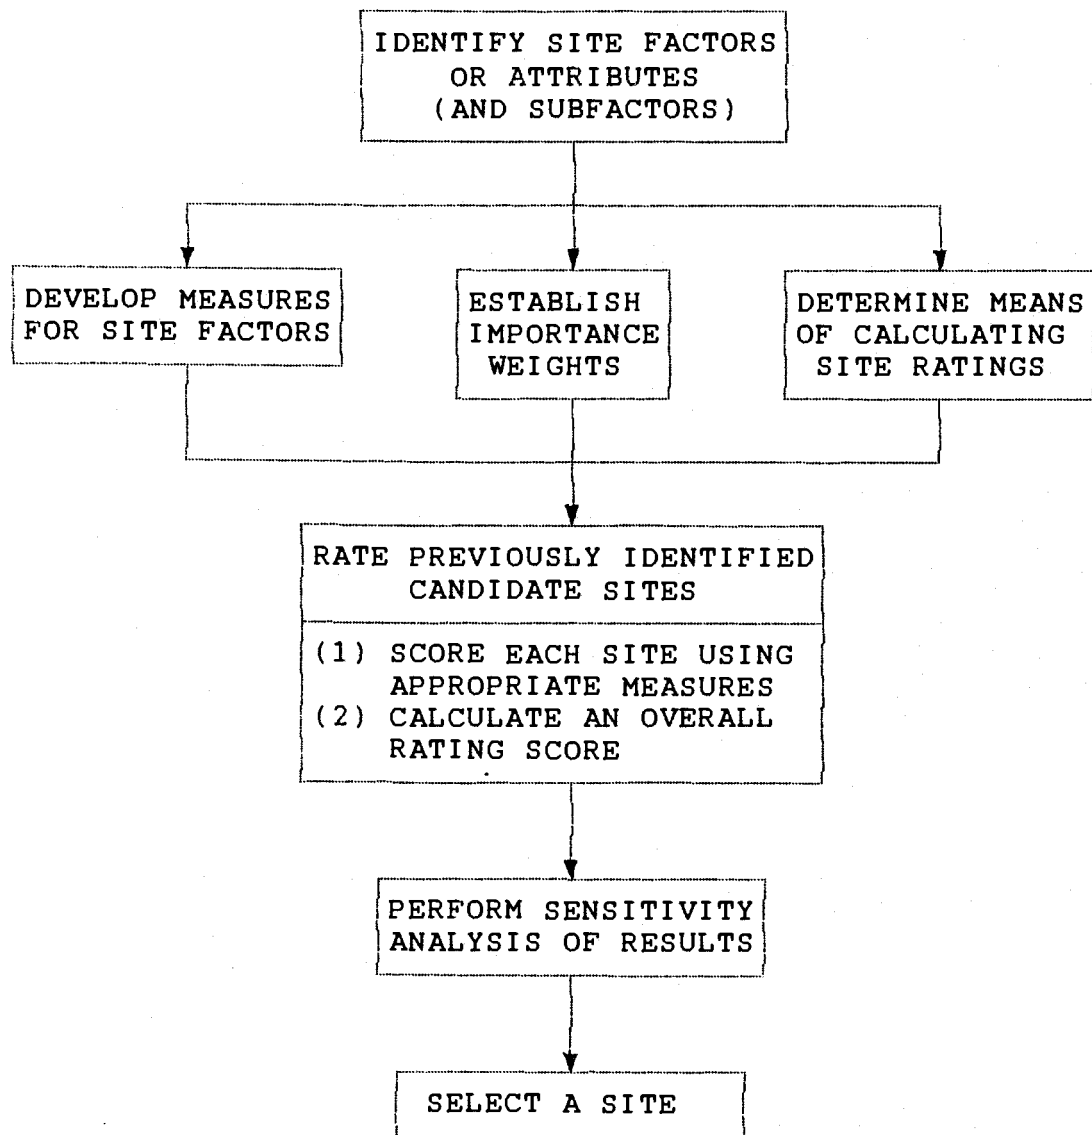 IDENTIFY SITE FACTORS
OR ATTRIBUTES
(AND SUBFACTORS)
DEVELOP MEASURES
FOR SITE FACTORS
ESTABLISH
IMPORTANCE
WEIGHTS
DETERMINE MEANS
OF CALCULATING
SITE RATINGS
RATE PREVIOUSLY IDENTIFIED
CANDIDATE SITES
(1) SCORE EACH SITE USING
APPROPRIATE MEASURES
(2) CALCULATE AN OVERALL
RATING SCORE
PERFORM SENSITIVITY
ANALYSIS OF RESULTS
SELECT A SITE